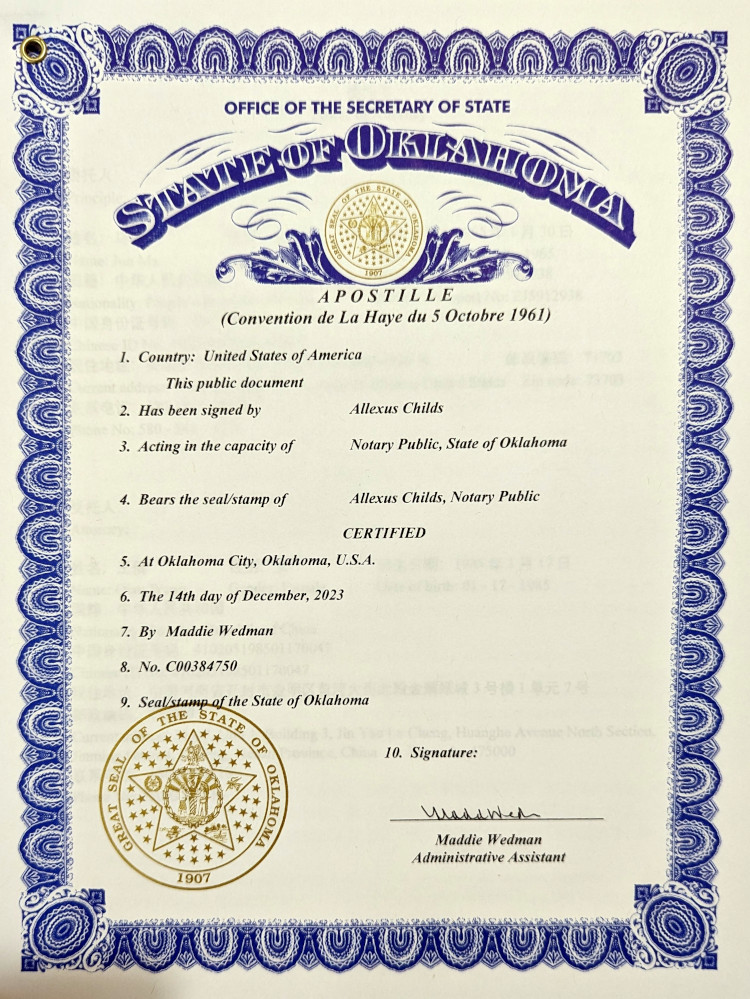 OFFICE OF THE SECRETARY OF STATE
STATE OF OKLAHOMA
GREAT SEAL OF THE STATE OF OKLAHOMA
1907
APOSTILLE
(Convention de La Haye du 5 Octobre 1961)
1. Country: United States of America
This public document
2. Has been signed by Allexus Childs
3. Acting in the capacity of Notary Public, State of Oklahoma
4. Bears the seal/stamp of Allexus Childs, Notary Public
CERTIFIED
5. At Oklahoma City, Oklahoma, U.S.A.
6. The 14th day of December, 2023
7. By Maddie Wedman
8. No. C00384750
9. Seal/stamp of the State of Oklahoma
GREAT SEAL OF THE STATE OF OKLAHOMA
1907
10. Signature:
Maddie Wedman
Administrative Assistant